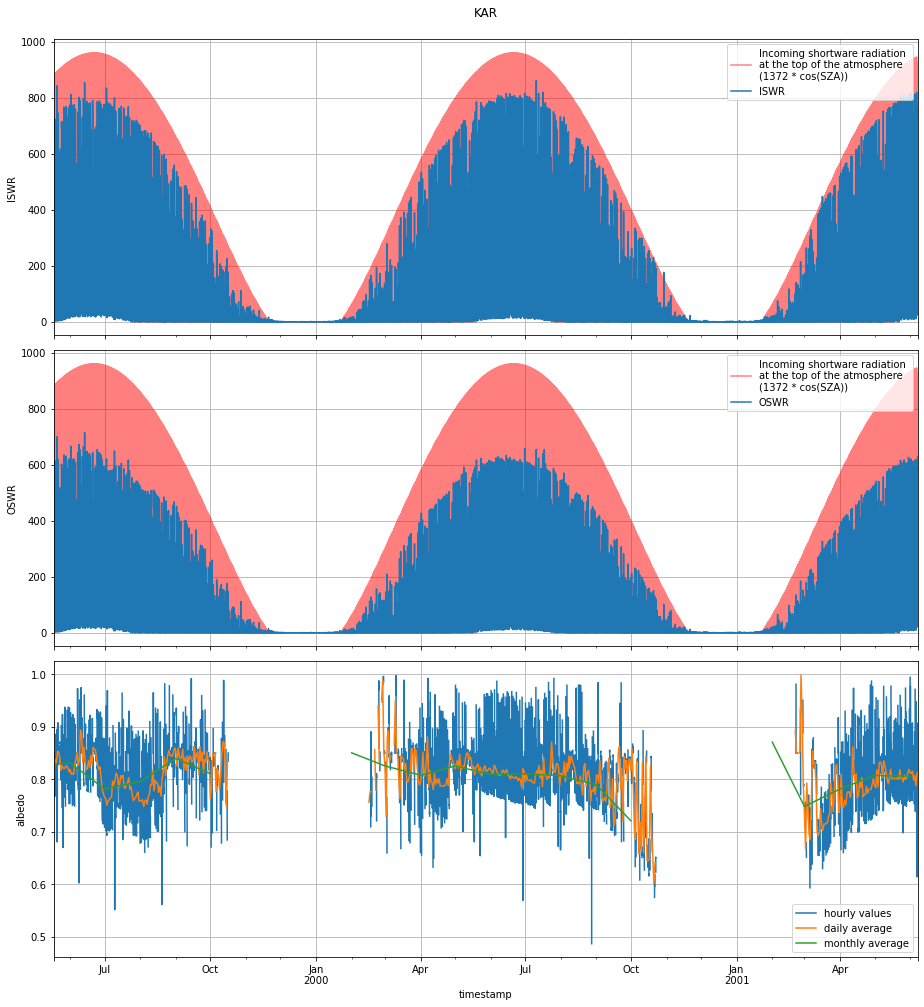 KAR
1000
800
600
400
200
0
ISWR
Incoming shortware radiation
at the top of the atmosphere
(1372 * cos(SZA))
ISWR
1000
800
600
400
200
0
OSWR
Incoming shortware radiation
at the top of the atmosphere
(1372 * cos(SZA))
OSWR
1.0
0.9
0.8
0.7
0.6
0.5
albedo
hourly values
daily average
monthly average
Jul Oct Jan Apr Jul Oct Jan Apr
2000 2001
timestamp